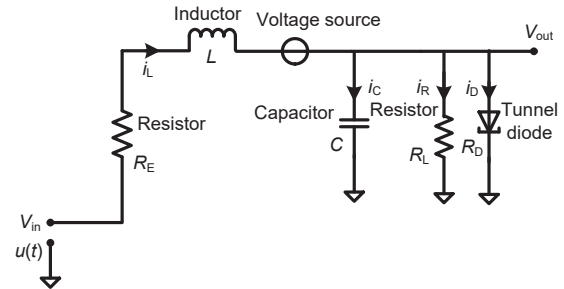 Inductor
Voltage source
V_out
i_L
L
i_C
i_R
i_D
Capacitor
Resistor
Tunnel
diode
Resistor
C
R_L
R_D
R_E
V_in
u(t)